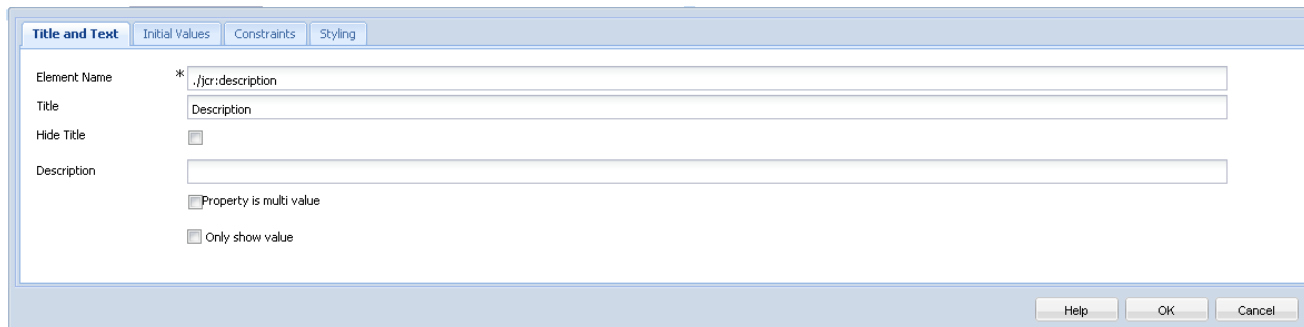 Title and Text Initial Values Constraints Styling
Element Name * ./jcr:description
Title Description
Hide Title
Description
Property is multi value
Only show value
Help OK Cancel